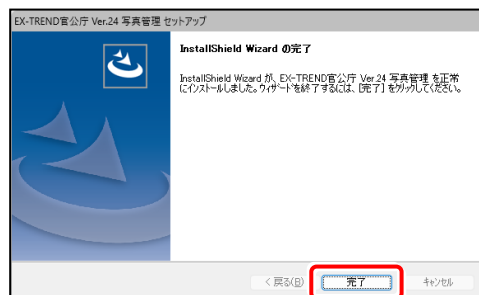 EX-TREND官公庁 Ver.24 写真管理 セットアップ
InstallShield Wizard の完了
InstallShield Wizard が、EX-TREND官公庁 Ver.24 写真管理 を正常
にインストールしました。ウィザードを終了するには、[完了] をクリックしてください。
< 戻る(B)
完了
キャンセル